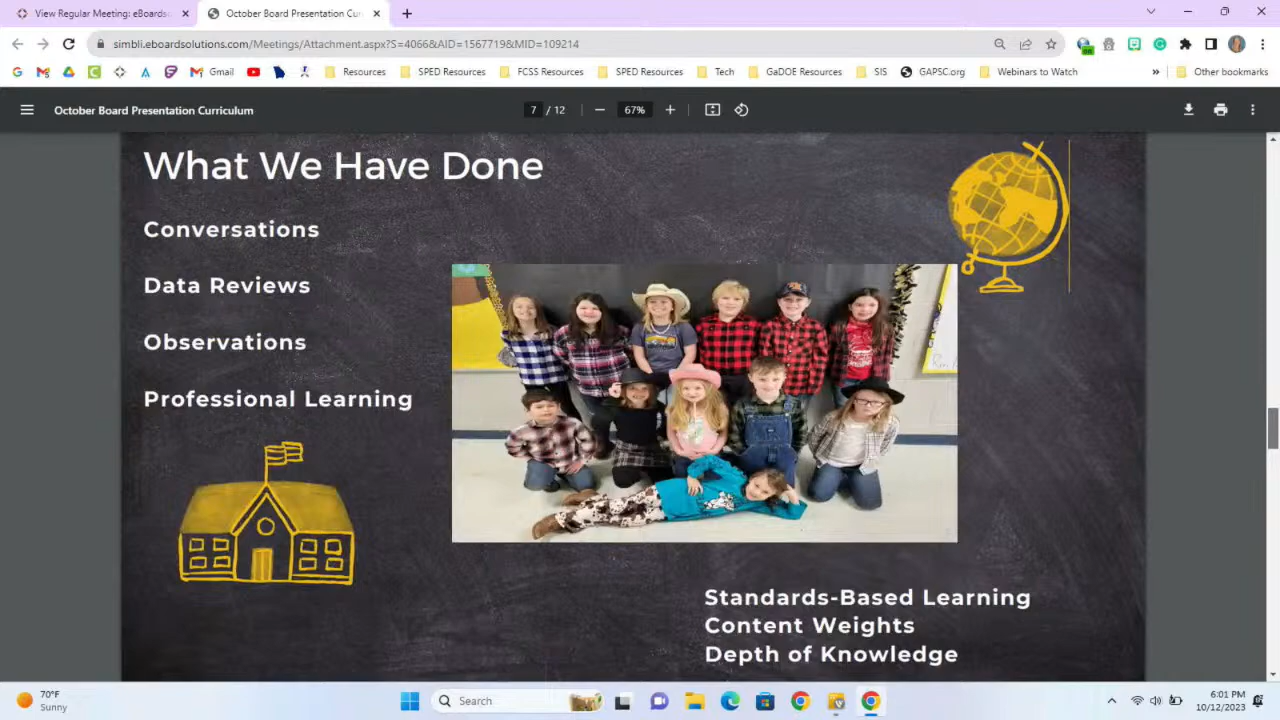 View Regular Meeting: eBoardSo
October Board Presentation Cur
simbli.eboardsolutions.com/Meetings/Attachment.aspx?S=4066&AID=1567719&MID=109214
on
Gmail
Resources
SPED Resources
FCSS Resources
SPED Resources
Tech
GaDOE Resources
SIS
GAPSC.org
Webinars to Watch
»
Other bookmarks
October Board Presentation Curriculum
7 / 12
67%
What We Have Done
Conversations
Data Reviews
Observations
Professional Learning
Standards-Based Learning
Content Weights
Depth of Knowledge
70°F
Sunny
Search
6:01 PM
10/12/2023